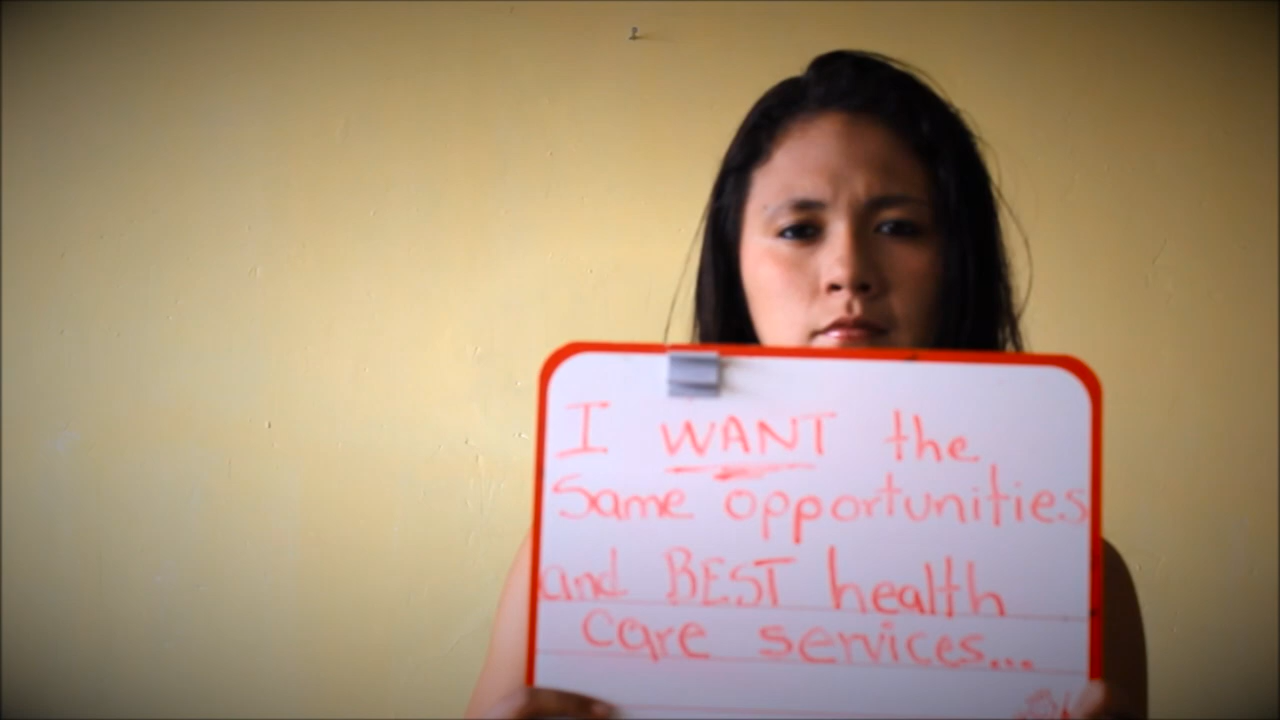 I WANT the
Same opportunities
and BEST health
care services...